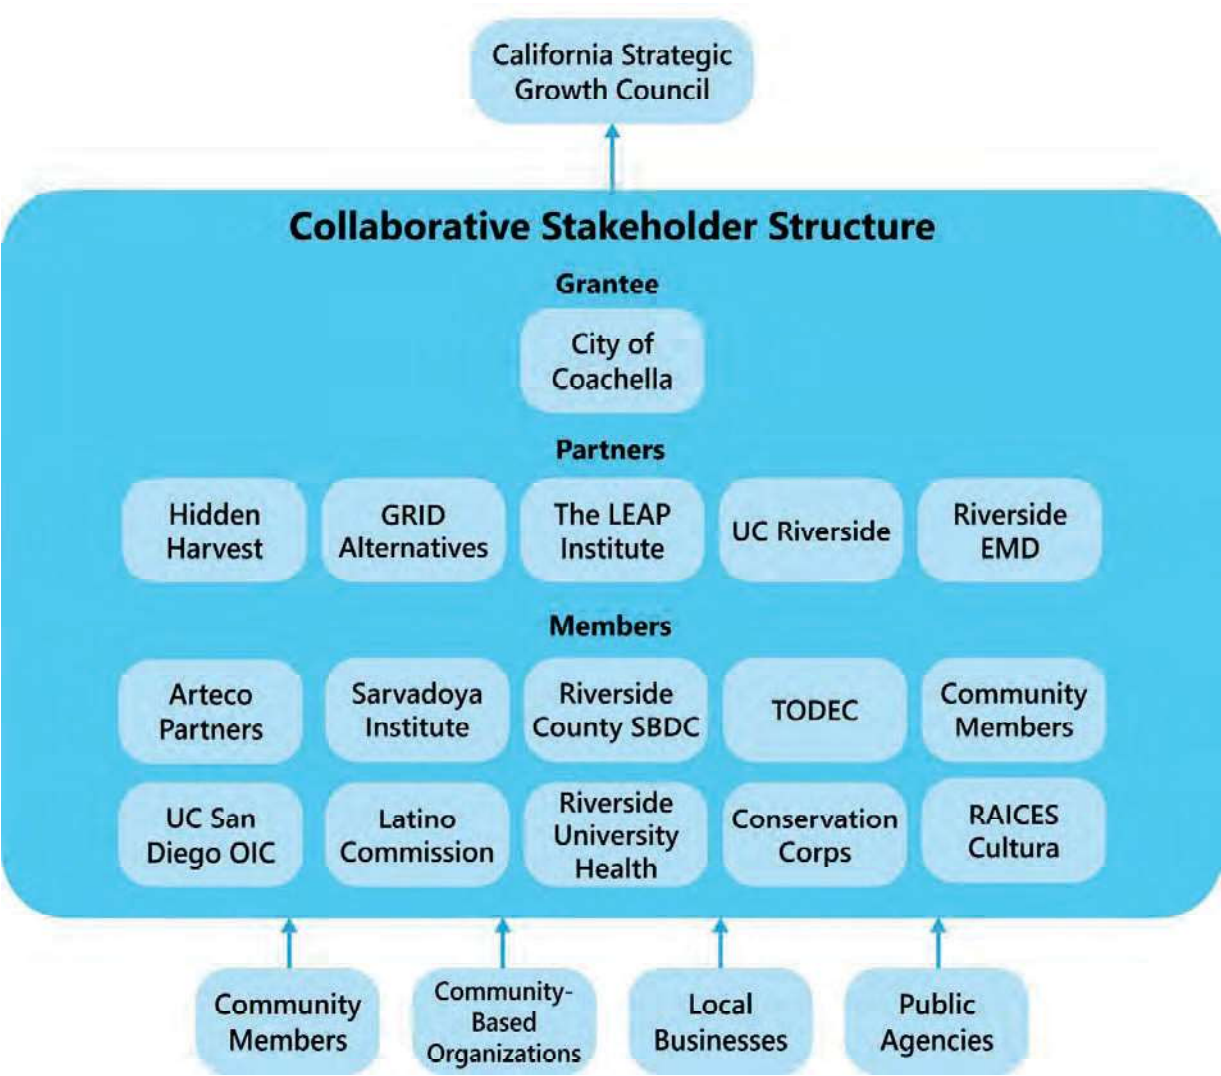 California Strategic
Growth Council
Collaborative Stakeholder Structure
Grantee
City of
Coachella
Partners
Hidden
Harvest
GRID
Alternatives
The LEAP
Institute
UC Riverside
Riverside
EMD
Members
Arteco
Partners
Sarvadoya
Institute
Riverside
County SBDC
TODEC
Community
Members
UC San
Diego OIC
Latino
Commission
Riverside
University
Health
Conservation
Corps
RAICES
Cultura
Community
Members
Community-
Based
Organizations
Local
Businesses
Public
Agencies